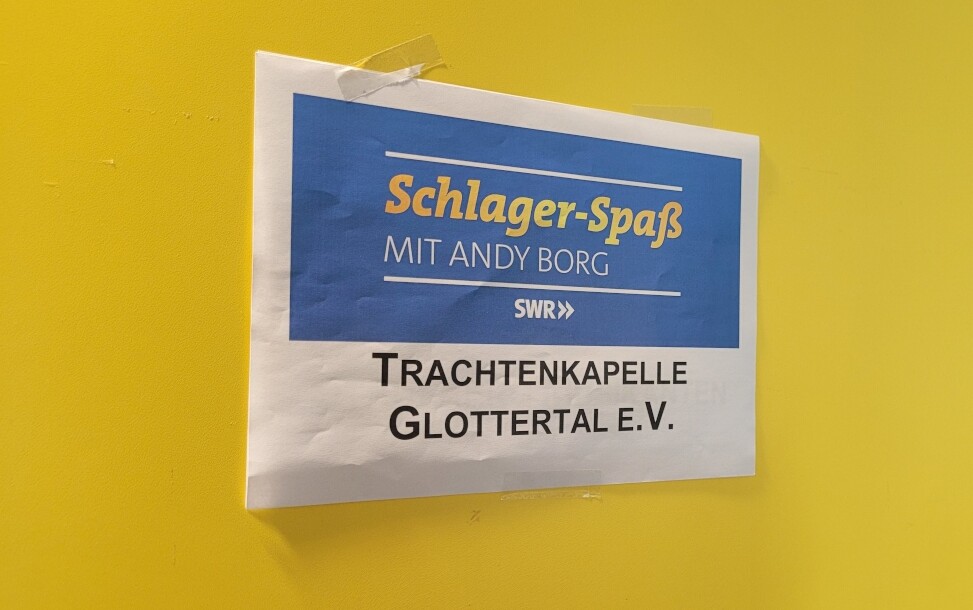 Schlager-Spaß
MIT ANDY BORG
SWR»
TRACHTENKAPELLE
GLOTTERTAL E.V.